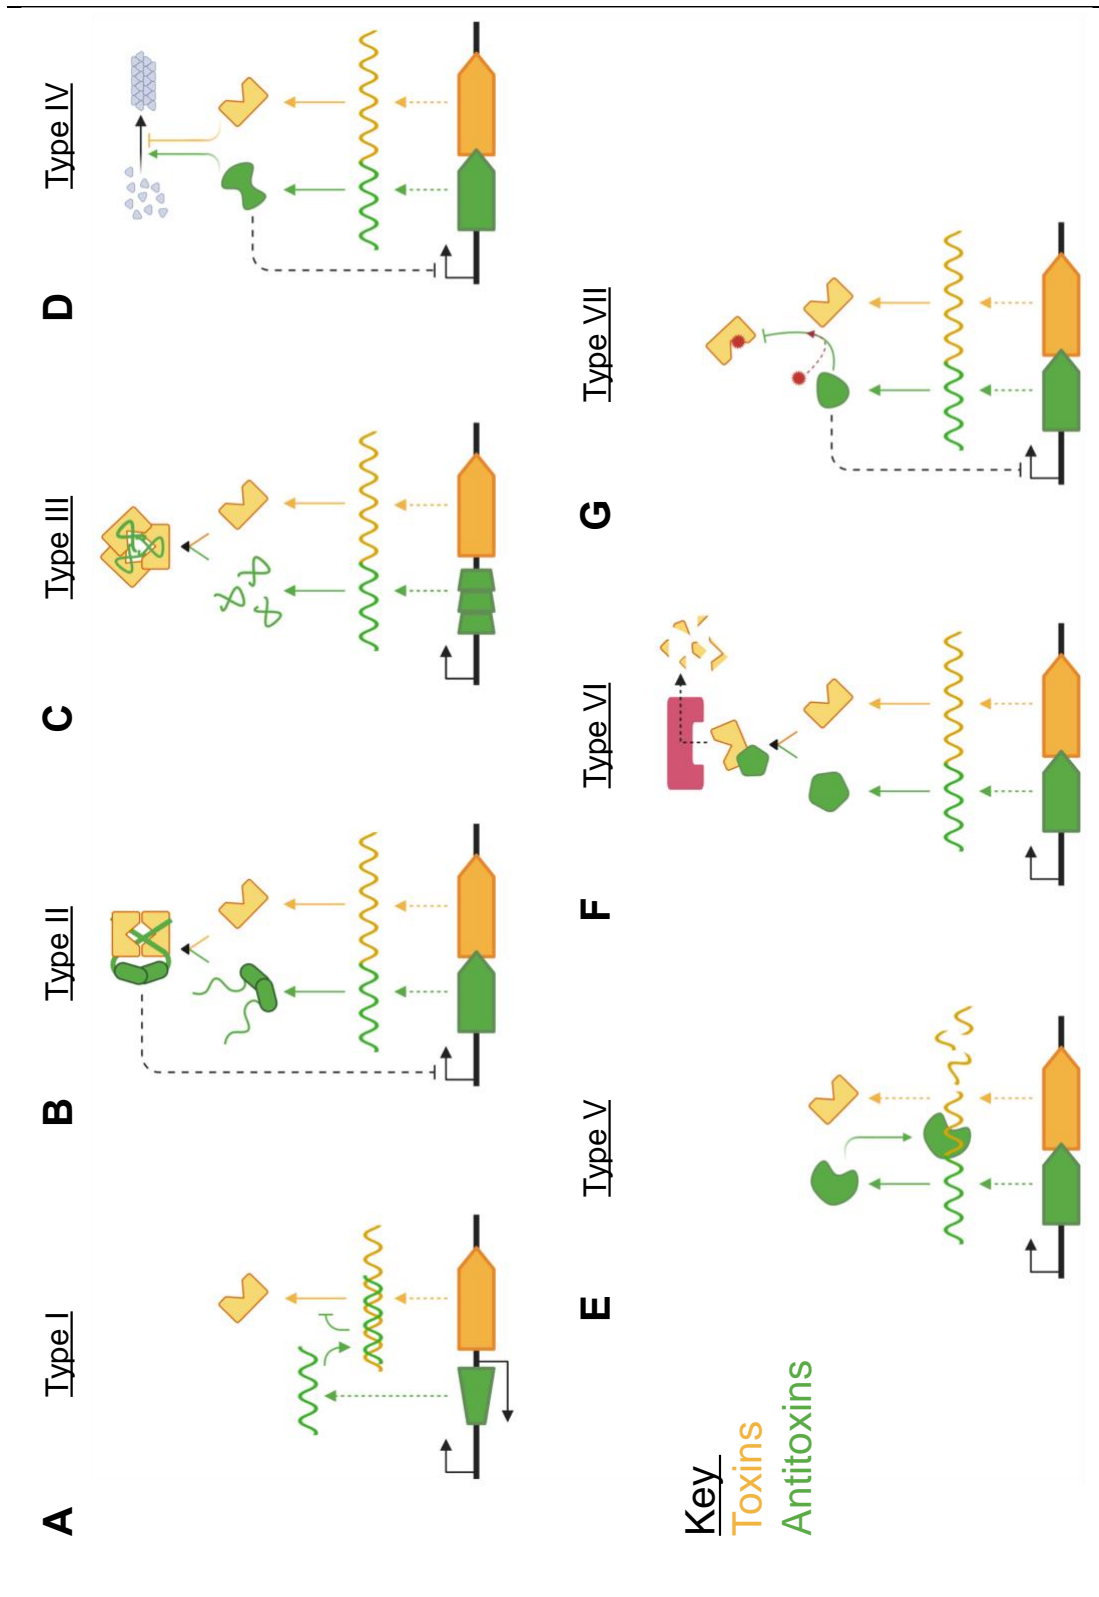 A
Type I
B
Type II
C
Type III
D
Type IV
Key
Toxins
Antitoxins
E
Type V
F
Type VI
G
Type VII